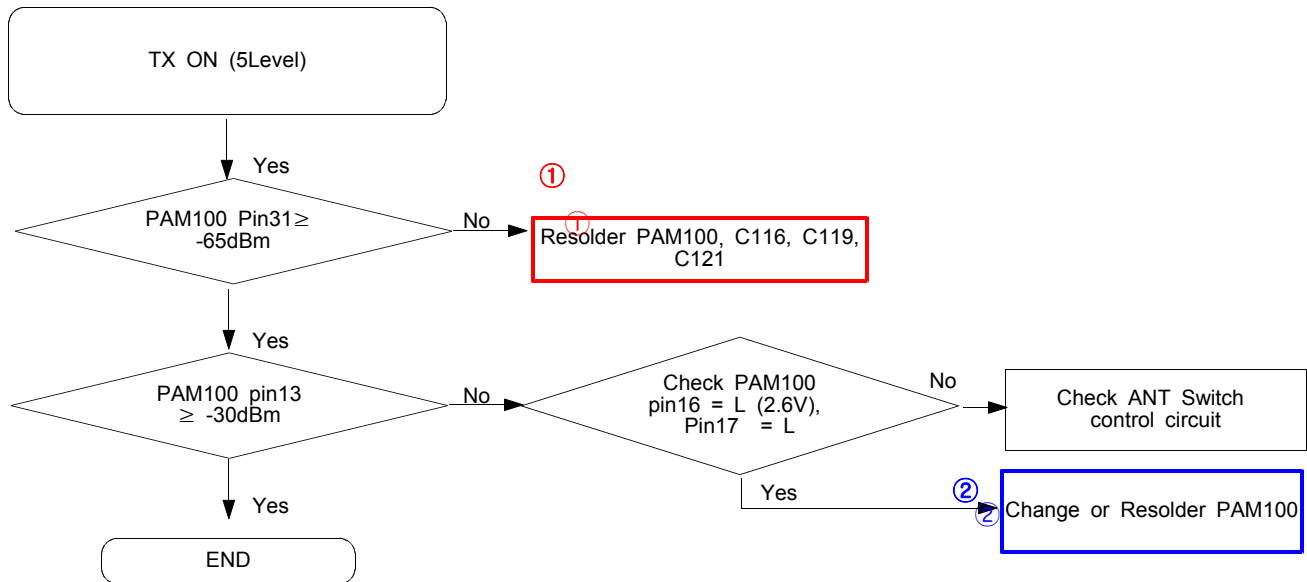 TX ON (5Level)
Yes
①
PAM100 Pin31≥
-65dBm
No
①
Resolder PAM100, C116, C119,
C121
Yes
PAM100 pin13
≥ -30dBm
No
Check PAM100
pin16 = L (2.6V),
Pin17 = L
No
Check ANT Switch
control circuit
Yes
②
②
Change or Resolder PAM100
Yes
END